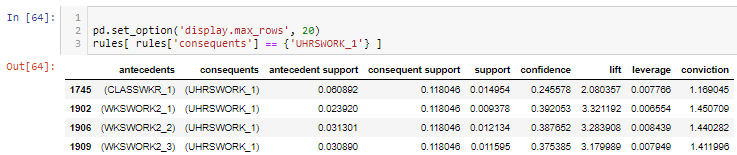 In [64]:
1
2 pd.set_option('display.max_rows', 20)
3 rules[ rules['consequents'] == {'UHRSWORK_1'} ]
Out[64]:
antecedents consequents antecedent support consequent support support confidence lift leverage conviction
1745 (CLASSWKR_1) (UHRSWORK_1) 0.060892 0.118046 0.014954 0.245578 2.080357 0.007766 1.169045
1902 (WKSWORK2_1) (UHRSWORK_1) 0.023920 0.118046 0.009378 0.392053 3.321192 0.006554 1.450709
1906 (WKSWORK2_2) (UHRSWORK_1) 0.031301 0.118046 0.012134 0.387652 3.283908 0.008439 1.440282
1909 (WKSWORK2_3) (UHRSWORK_1) 0.030890 0.118046 0.011595 0.375385 3.179989 0.007949 1.411996